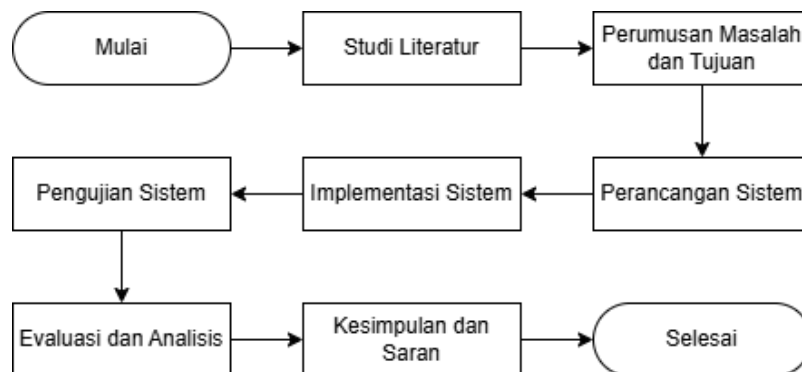 Mulai
Studi Literatur
Perumusan Masalah
dan Tujuan
Perancangan Sistem
Implementasi Sistem
Pengujian Sistem
Evaluasi dan Analisis
Kesimpulan dan
Saran
Selesai